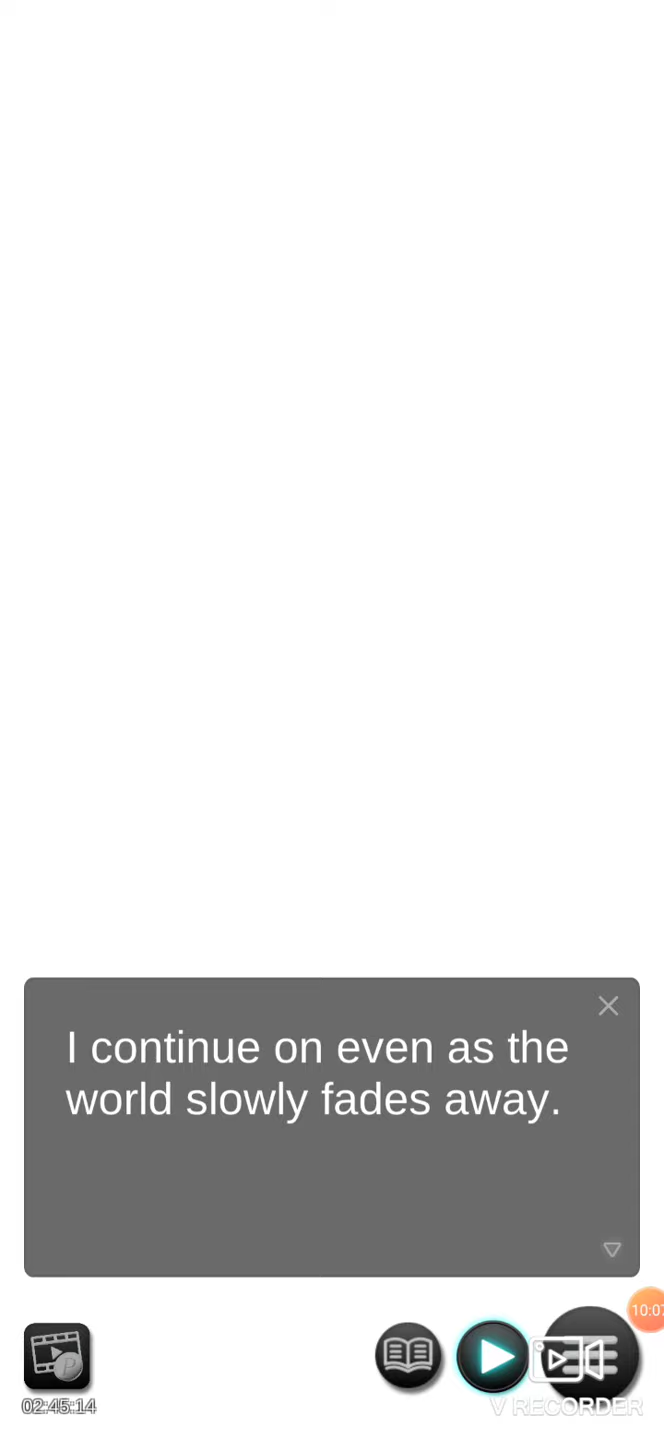 I continue on even as the
world slowly fades away.
10:07
02:45:14
V RECORDER